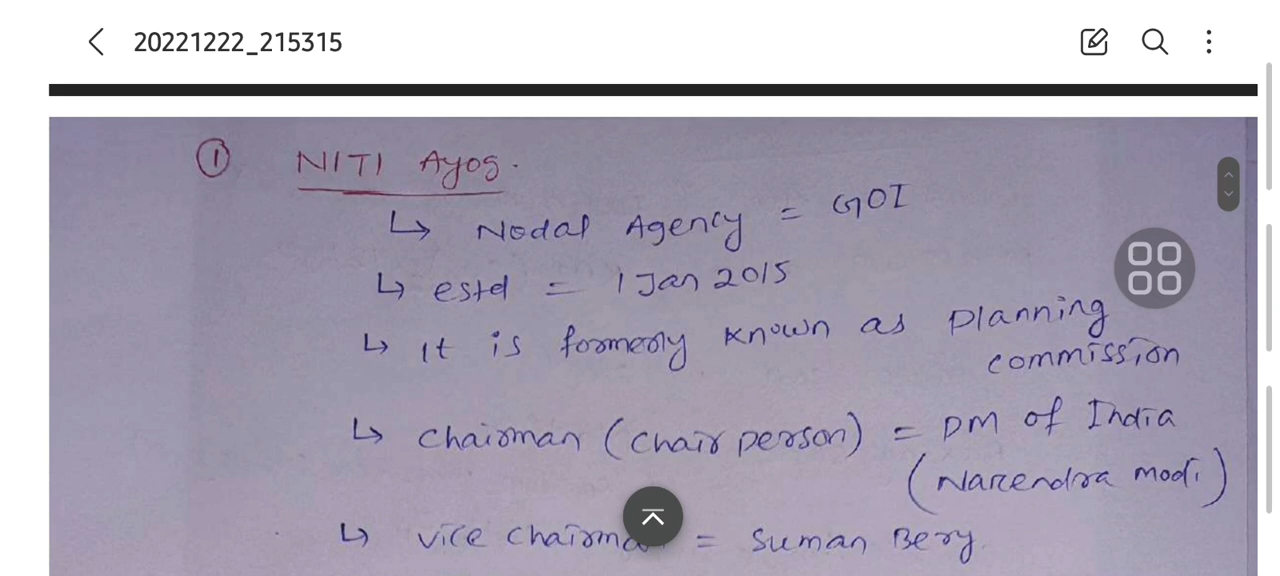 20221222_215315
① NITI Ayog.
↳ Nodal Agency = GOI
↳ estd = 1 Jan 2015
↳ It is formerly known as Planning
commission
↳ chairman (chair person) = PM of India
(Narendra modi)
↳ vice chairma = Suman Bery.